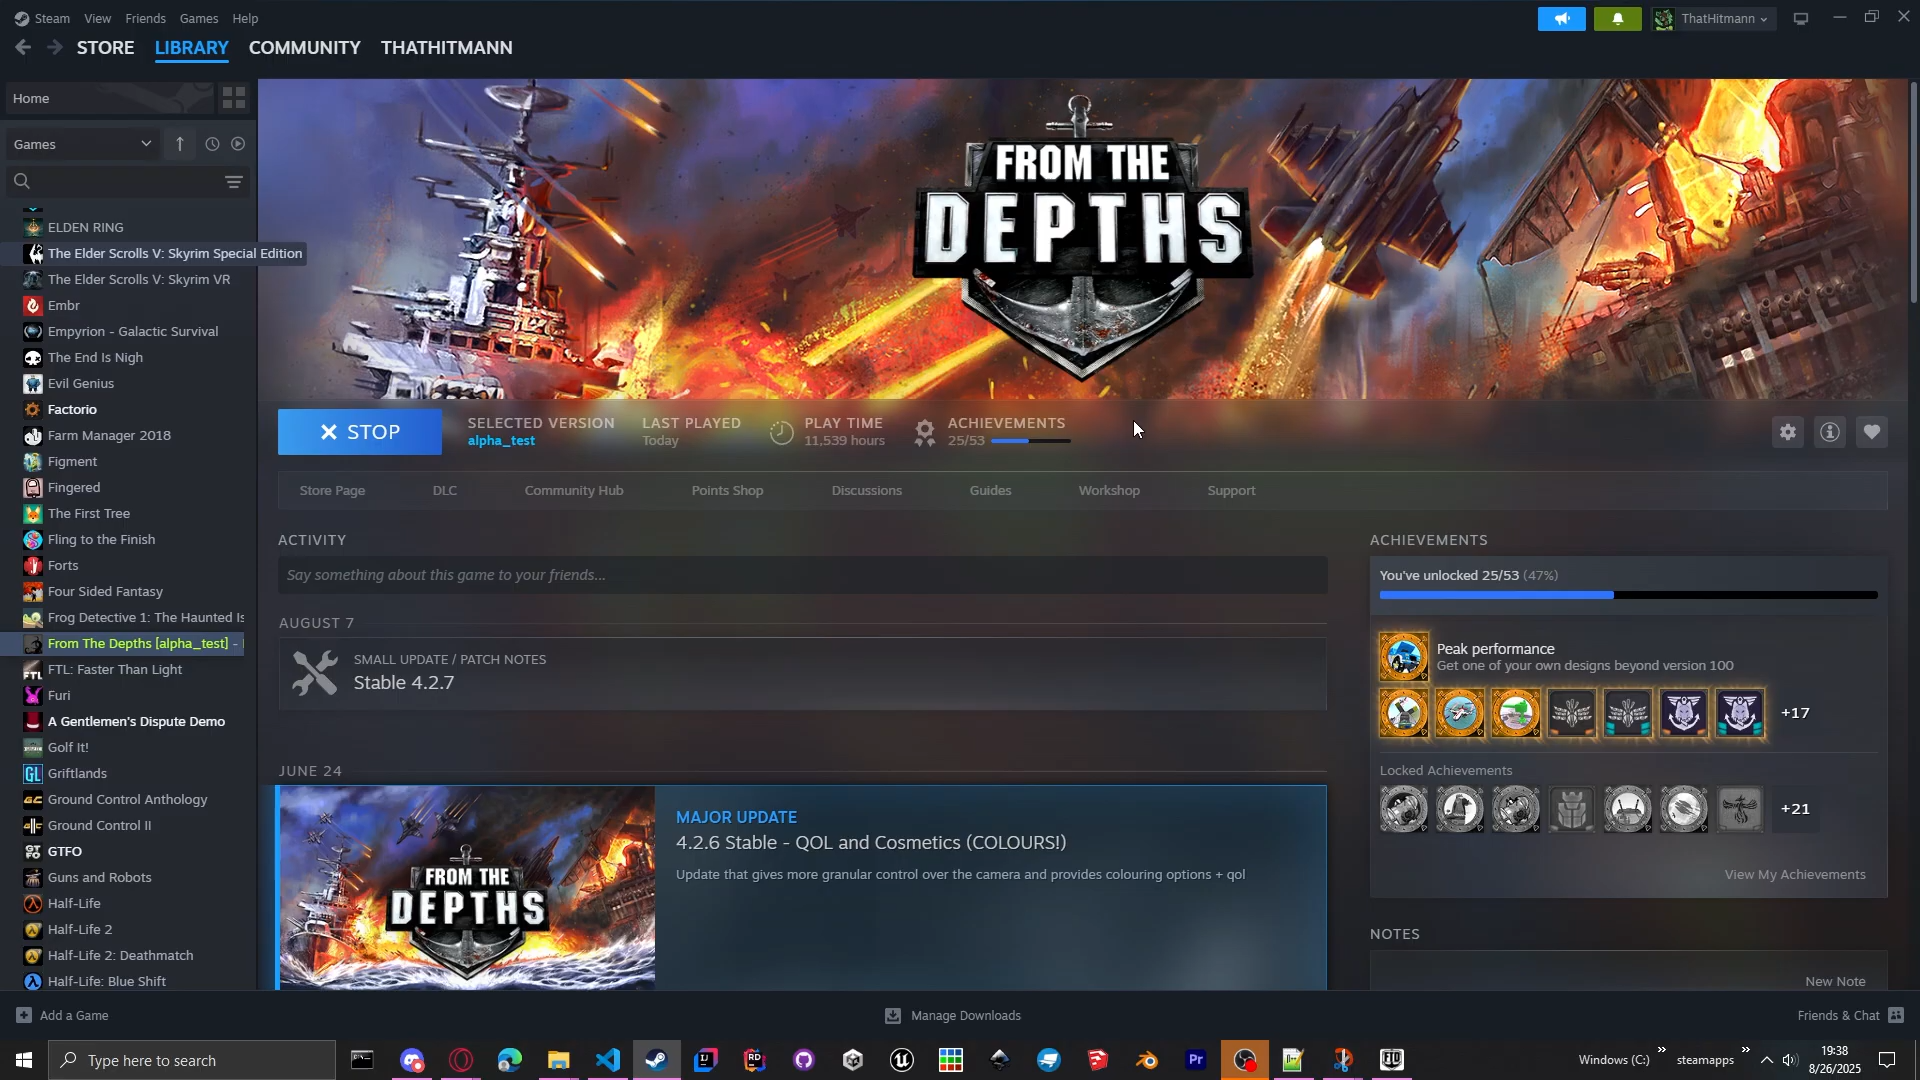 Steam View Friends Games Help
ThatHitmann
STORE LIBRARY COMMUNITY THATHITMANN
Home
Games
ELDEN RING
The Elder Scrolls V: Skyrim Special Edition
The Elder Scrolls V: Skyrim VR
Embr
Empyrion - Galactic Survival
The End Is Nigh
Evil Genius
Factorio
Farm Manager 2018
Figment
Fingered
The First Tree
Fling to the Finish
Forts
Four Sided Fantasy
Frog Detective 1: The Haunted Is
From The Depths [alpha_test] -
FTL: Faster Than Light
Furi
A Gentlemen's Dispute Demo
Golf It!
Griftlands
Ground Control Anthology
Ground Control II
GTFO
Guns and Robots
Half-Life
Half-Life 2
Half-Life 2: Deathmatch
Half-Life: Blue Shift
FROM THE
DEPTHS
STOP
SELECTED VERSION
alpha_test
LAST PLAYED
Today
PLAY TIME
11,539 hours
ACHIEVEMENTS
25/53
Store Page DLC Community Hub Points Shop Discussions Guides Workshop Support
ACTIVITY
Say something about this game to your friends...
AUGUST 7
SMALL UPDATE / PATCH NOTES
Stable 4.2.7
JUNE 24
FROM THE
DEPTHS
MAJOR UPDATE
4.2.6 Stable - QOL and Cosmetics (COLOURS!)
Update that gives more granular control over the camera and provides colouring options + qol
ACHIEVEMENTS
You've unlocked 25/53 (47%)
Peak performance
Get one of your own designs beyond version 100
+17
Locked Achievements
+21
View My Achievements
NOTES
New Note
Add a Game
Manage Downloads
Friends & Chat
Type here to search
Windows (C:)
steamapps
19:38
8/26/2025